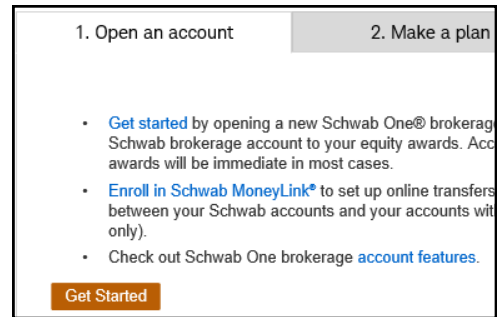 1. Open an account
2. Make a plan
• Get started by opening a new Schwab One® brokerag
Schwab brokerage account to your equity awards. Acc
awards will be immediate in most cases.
• Enroll in Schwab MoneyLink® to set up online transfers
between your Schwab accounts and your accounts wit
only).
• Check out Schwab One brokerage account features.
Get Started